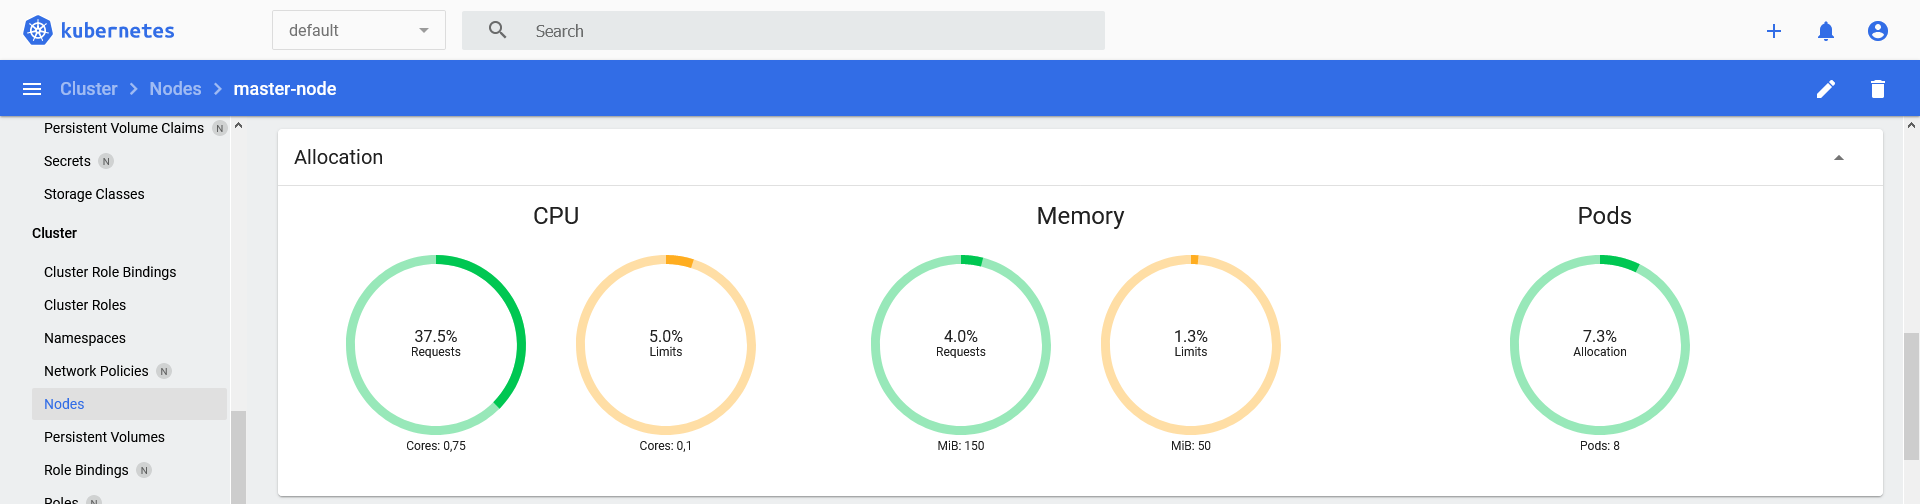 kubernetes
default
Search
Cluster > Nodes > master-node
Persistent Volume Claims N
Secrets N
Storage Classes
Cluster
Cluster Role Bindings
Cluster Roles
Namespaces
Network Policies N
Nodes
Persistent Volumes
Role Bindings N
Roles N
Allocation
CPU
37.5%
Requests
Cores: 0,75
5.0%
Limits
Cores: 0,1
Memory
4.0%
Requests
MiB: 150
1.3%
Limits
MiB: 50
Pods
7.3%
Allocation
Pods: 8